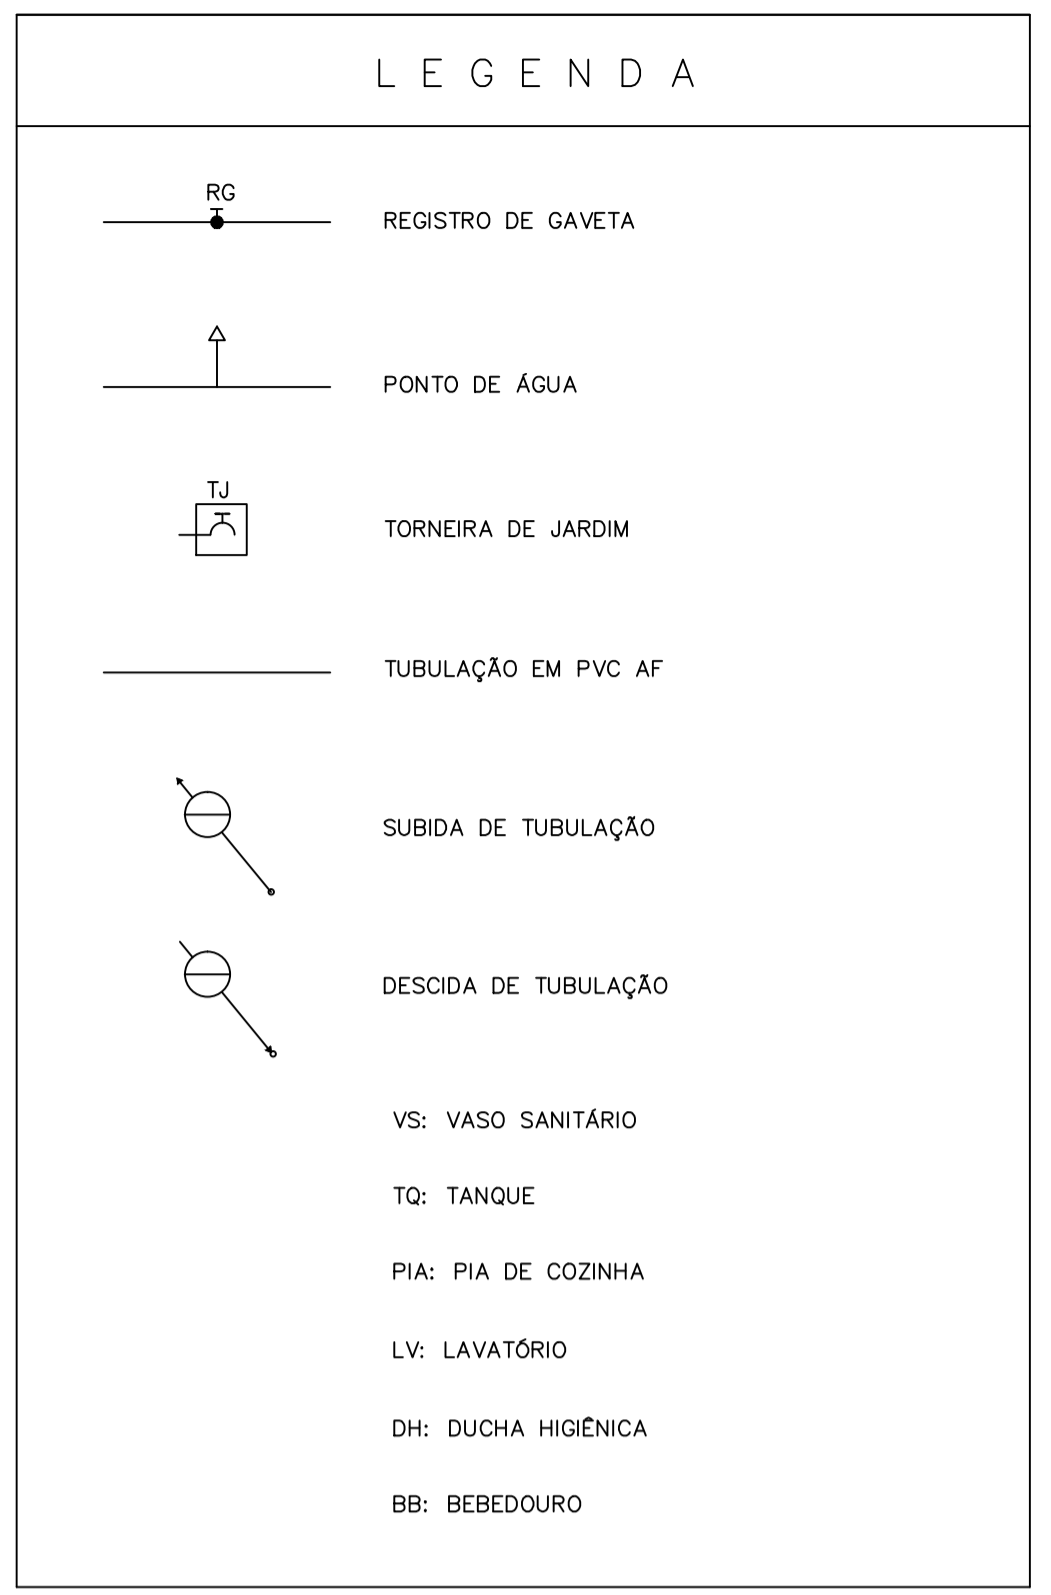 LEGENDA
RG
REGISTRO DE GAVETA
PONTO DE ÁGUA
TJ
TORNEIRA DE JARDIM
TUBULAÇÃO EM PVC AF
SUBIDA DE TUBULAÇÃO
DESCIDA DE TUBULAÇÃO
VS: VASO SANITÁRIO
TQ: TANQUE
PIA: PIA DE COZINHA
LV: LAVATÓRIO
DH: DUCHA HIGIÊNICA
BB: BEBEDOURO